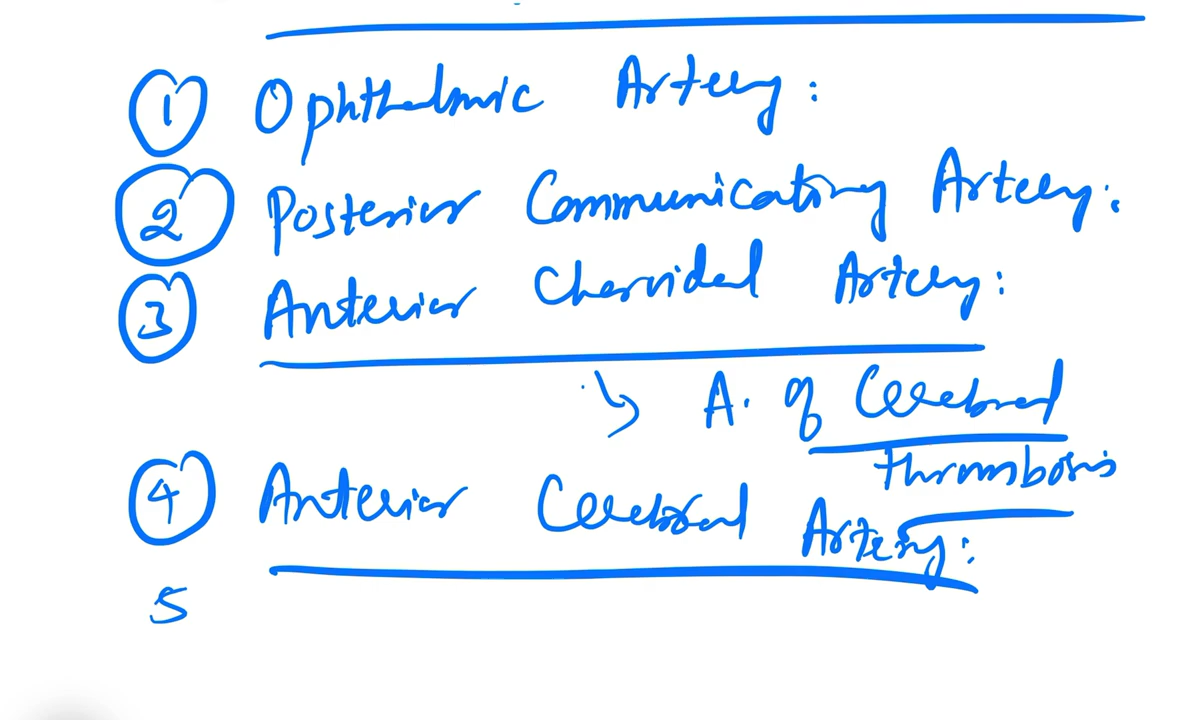 1 Ophthalmic Artery:
2 Posterior Communicating Artery:
3 Anterior Choroidal Artery:
A. of Cerebral
Thrombosis
4 Anterior Cerebral Artery:
5